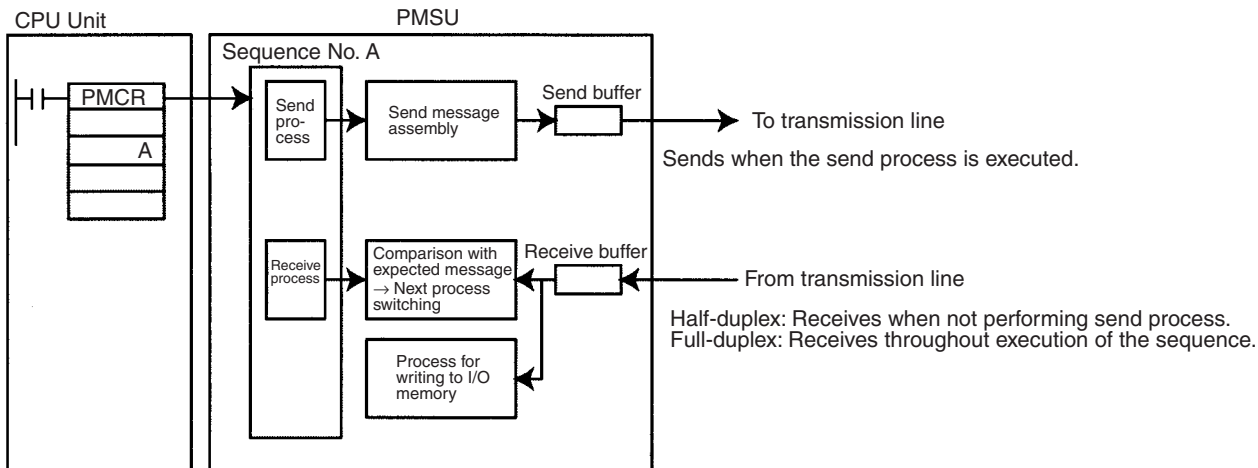 CPU Unit
PMSU
Sequence No. A
PMCR
A
Send
pro-
cess
Send message
assembly
Send buffer
To transmission line
Sends when the send process is executed.
Receive
process
Comparison with
expected message
→ Next process
switching
Receive buffer
From transmission line
Half-duplex: Receives when not performing send process.
Full-duplex: Receives throughout execution of the sequence.
Process for
writing to I/O
memory